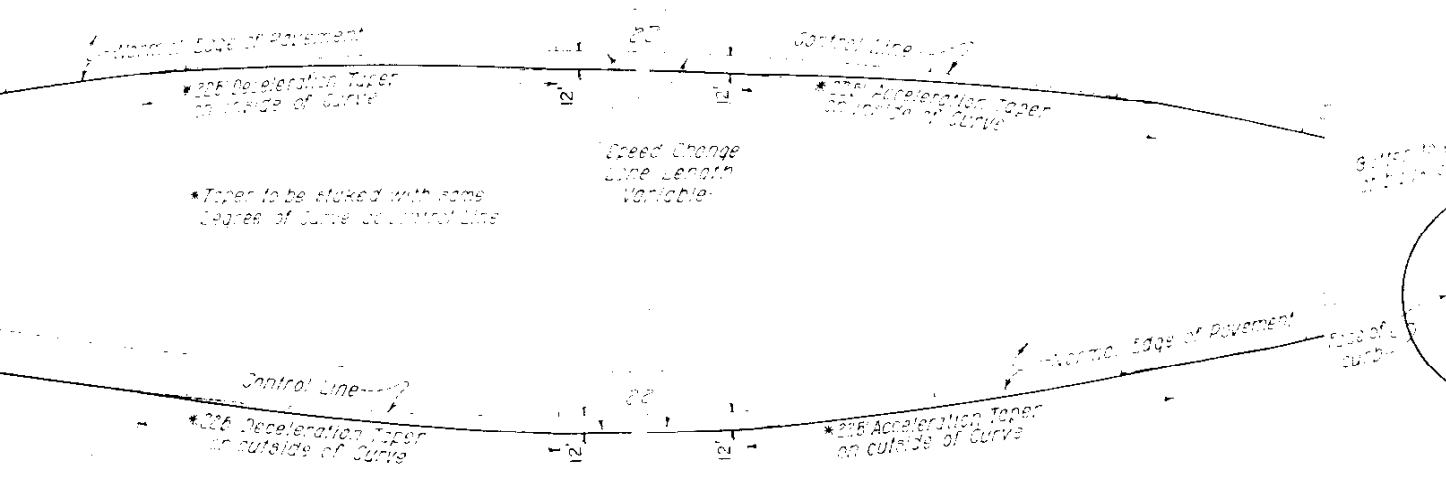 Normal Edge of Pavement
Control Line
* 225' Deceleration Taper
on inside of Curve
12'
12'
* 225' Acceleration Taper
on inside of Curve
Speed Change
Lane Length
Variable
* Taper to be staked with same
Degree of Curve as Control Line
Normal Edge of Pavement
Face of
curb
Control Line
* 225' Deceleration Taper
on outside of Curve
12'
12'
* 225' Acceleration Taper
on outside of Curve